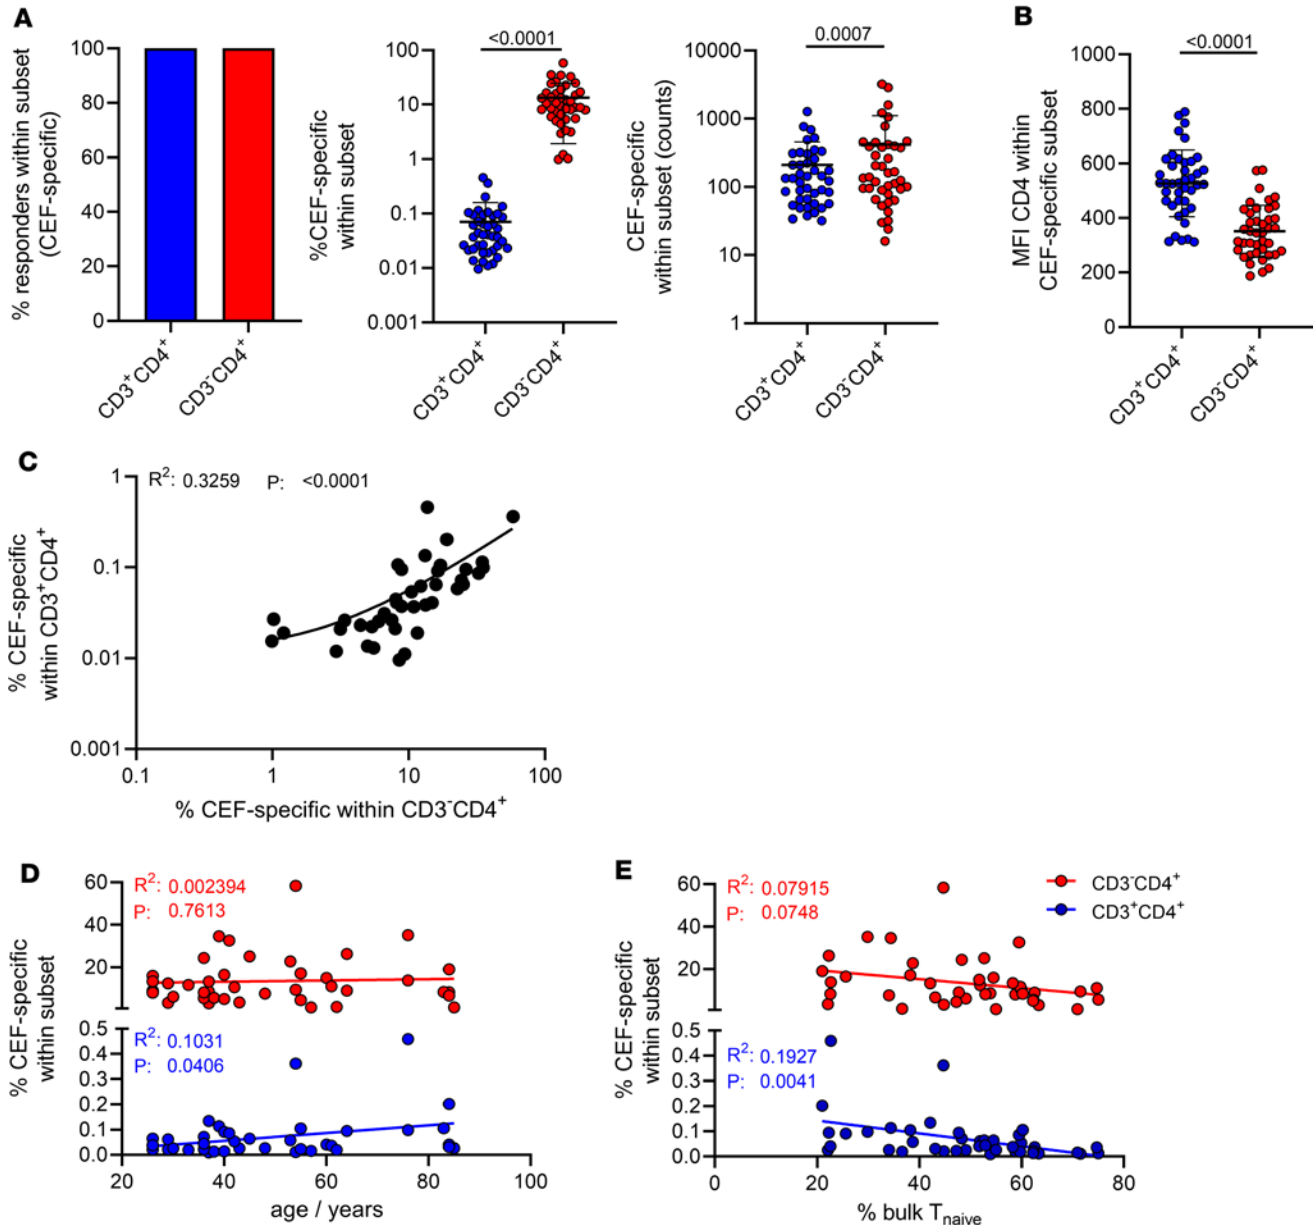 A
% responders within subset
(CEF-specific)
100
80
60
40
20
0
CD3+CD4+
CD3-CD4+
%CEF-specific
within subset
100
10
1
0.1
0.01
0.001
<0.0001
CD3+CD4+
CD3-CD4+
CEF-specific
within subset (counts)
10000
1000
100
10
1
0.0007
CD3+CD4+
CD3-CD4+
B
MFI CD4 within
CEF-specific subset
1000
800
600
400
200
0
<0.0001
CD3+CD4+
CD3-CD4+
C
% CEF-specific
within CD3+CD4+
1
0.1
0.01
0.001
R2: 0.3259 P: <0.0001
0.1 1 10 100
% CEF-specific within CD3-CD4+
D
% CEF-specific
within subset
60
40
20
R2: 0.002394
P: 0.7613
0.5
0.4
0.3
0.2
0.1
0.0
R2: 0.1031
P: 0.0406
20 40 60 80 100
age / years
E
% CEF-specific
within subset
60
40
20
R2: 0.07915
P: 0.0748
CD3-CD4+
CD3+CD4+
0.5
0.4
0.3
0.2
0.1
0.0
R2: 0.1927
P: 0.0041
0 20 40 60 80
% bulk Tnaive